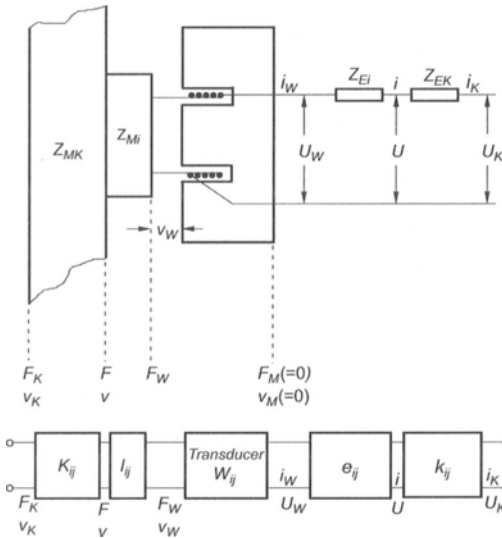 Z_MK
Z_Mi
i_W
Z_Ei
i
Z_EK
i_K
U_W
U
U_K
v_W
F_K
v_K
F
v
F_W
F_M(=0)
v_M(=0)
K_ij
I_ij
Transducer
W_ij
e_ij
k_ij
F_K
v_K
F
v
F_W
v_W
i_W
U_W
i
U
i_K
U_K